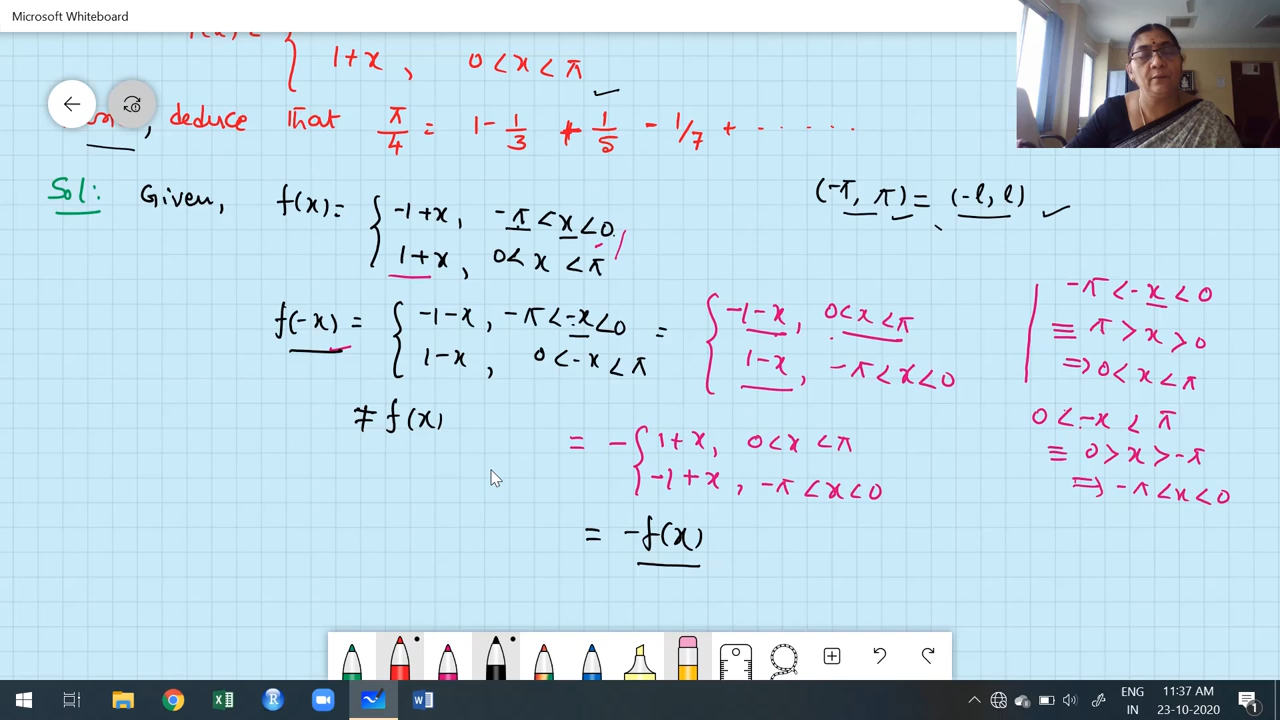 Microsoft Whiteboard
1+x , 0<x<π
, deduce that π/4 = 1 - 1/3 + 1/5 - 1/7 + ......
Sol: Given, f(x) = { -1+x, -π<x<0.
1+x, 0<x<π
(-π, π) = (-l, l)
f(-x) = { -1-x, -π<-x<0 = { -1-x, 0<x<π
1-x, 0<-x<π 1-x, -π<x<0
≠ f(x)
= - { 1+x, 0<x<π
-1+x, -π<x<0
= -f(x)
-π<-x<0
≡ π>x>0
⇒ 0<x<π
0<-x<π
≡ 0>x>-π
⇒ -π<x<0
ENG
IN
11:37 AM
23-10-2020
1